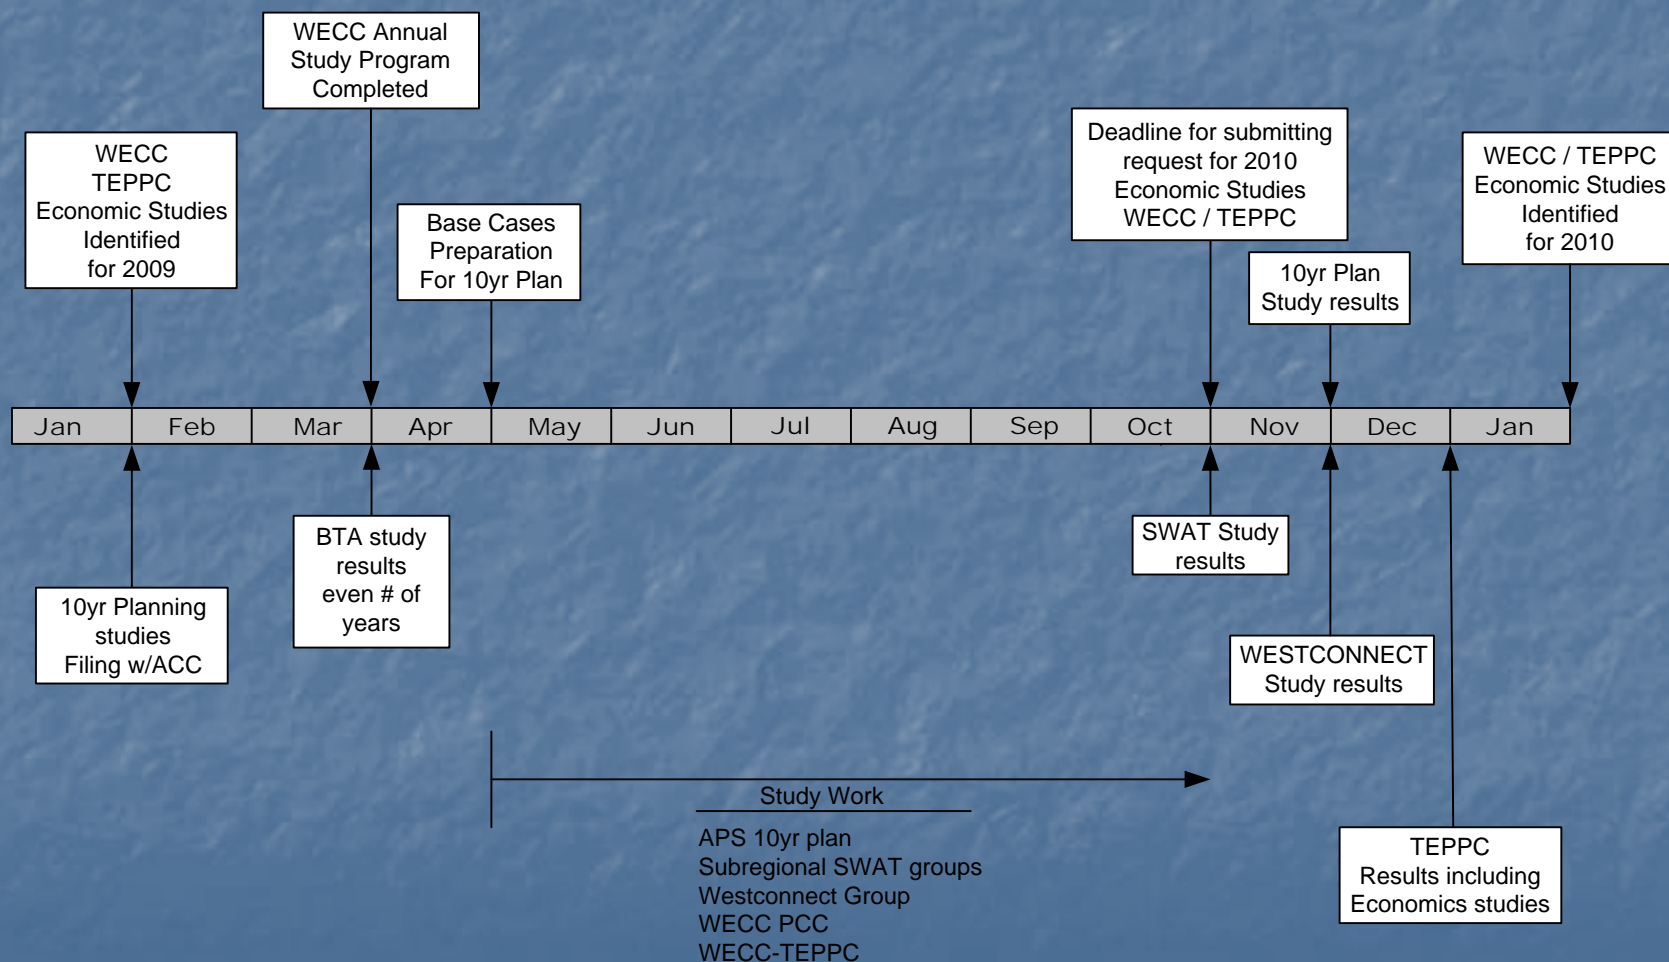 WECC Annual
Study Program
Completed
WECC
TEPPC
Economic Studies
Identified
for 2009
Base Cases
Preparation
For 10yr Plan
Deadline for submitting
request for 2010
Economic Studies
WECC / TEPPC
10yr Plan
Study results
WECC / TEPPC
Economic Studies
Identified
for 2010
Jan Feb Mar Apr May Jun Jul Aug Sep Oct Nov Dec Jan
10yr Planning
studies
Filing w/ACC
BTA study
results
even # of
years
SWAT Study
results
WESTCONNECT
Study results
TEPPC
Results including
Economics studies
Study Work
APS 10yr plan
Subregional SWAT groups
Westconnect Group
WECC PCC
WECC-TEPPC